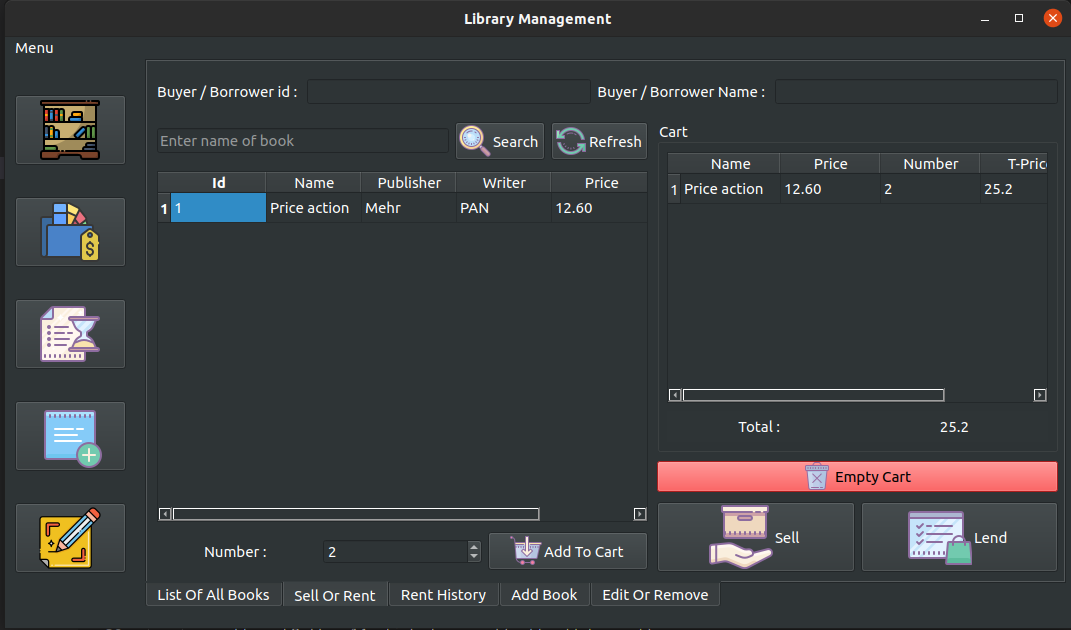 Library Management
Menu
Buyer / Borrower id :
Buyer / Borrower Name :
Enter name of book
Search
Refresh
Id Name Publisher Writer Price
1 1 Price action Mehr PAN 12.60
Number :
2
Add To Cart
Cart
Name Price Number T-Pric
1 Price action 12.60 2 25.2
Total : 25.2
Empty Cart
Sell
Lend
List Of All Books
Sell Or Rent
Rent History
Add Book
Edit Or Remove